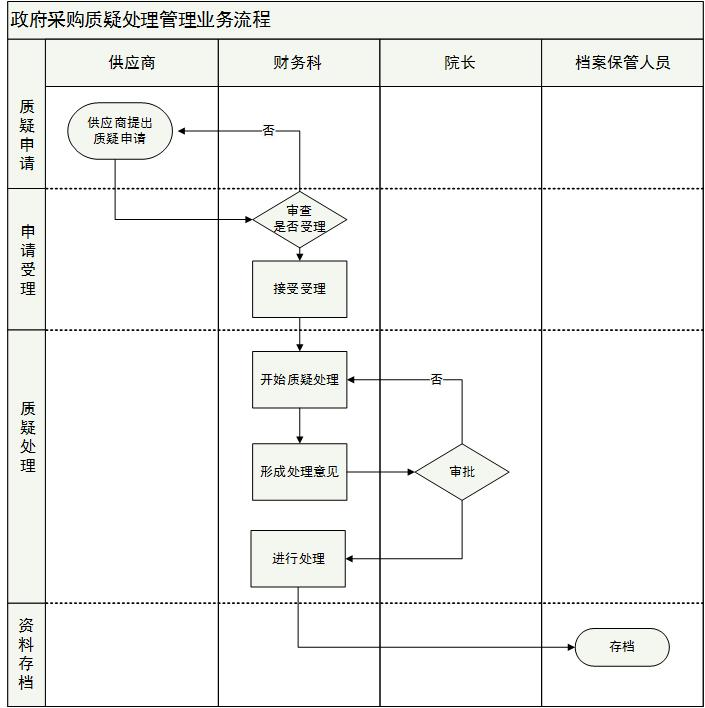 政府采购质疑处理管理业务流程
供应商
财务科
院长
档案保管人员
质疑申请
供应商提出
质疑申请
否
申请受理
审查
是否受理
接受受理
质疑处理
开始质疑处理
否
形成处理意见
审批
进行处理
资料存档
存档